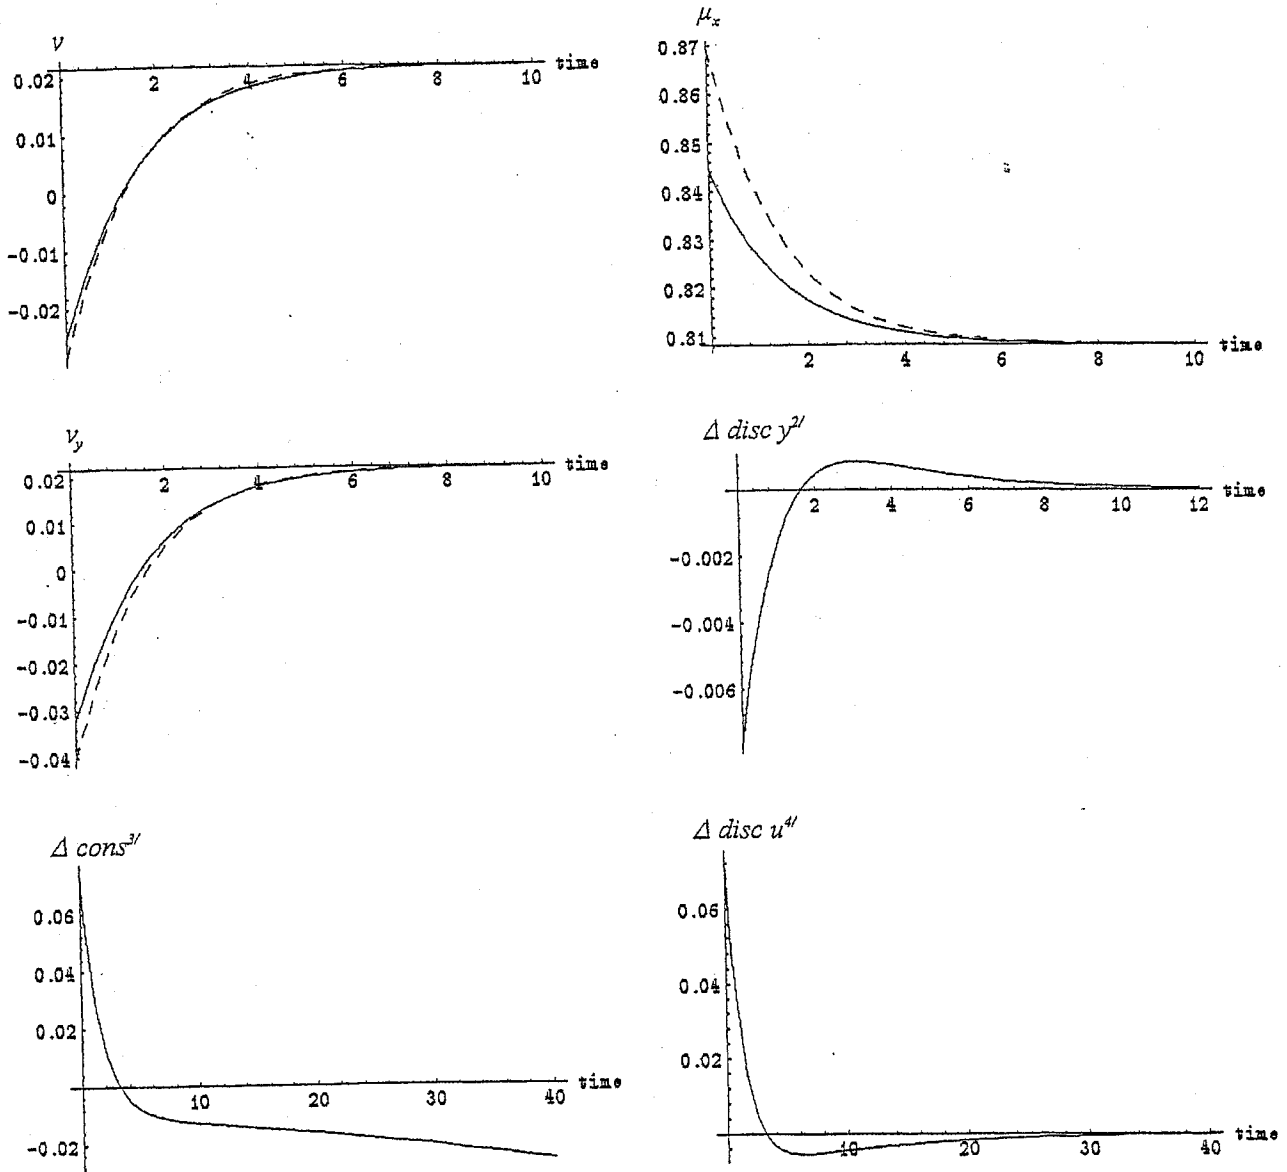 ν
0.02
0.01
0
-0.01
-0.02
2 4 6 8 10 time
μx
0.87
0.86
0.85
0.84
0.83
0.82
0.81
2 4 6 8 10 time
νy
0.02
0.01
0
-0.01
-0.02
-0.03
-0.04
2 4 6 8 10 time
Δ disc y2/
2 4 6 8 10 12 time
-0.002
-0.004
-0.006
Δ cons3/
0.06
0.04
0.02
10 20 30 40 time
-0.02
Δ disc u4/
0.06
0.04
0.02
10 20 30 40 time